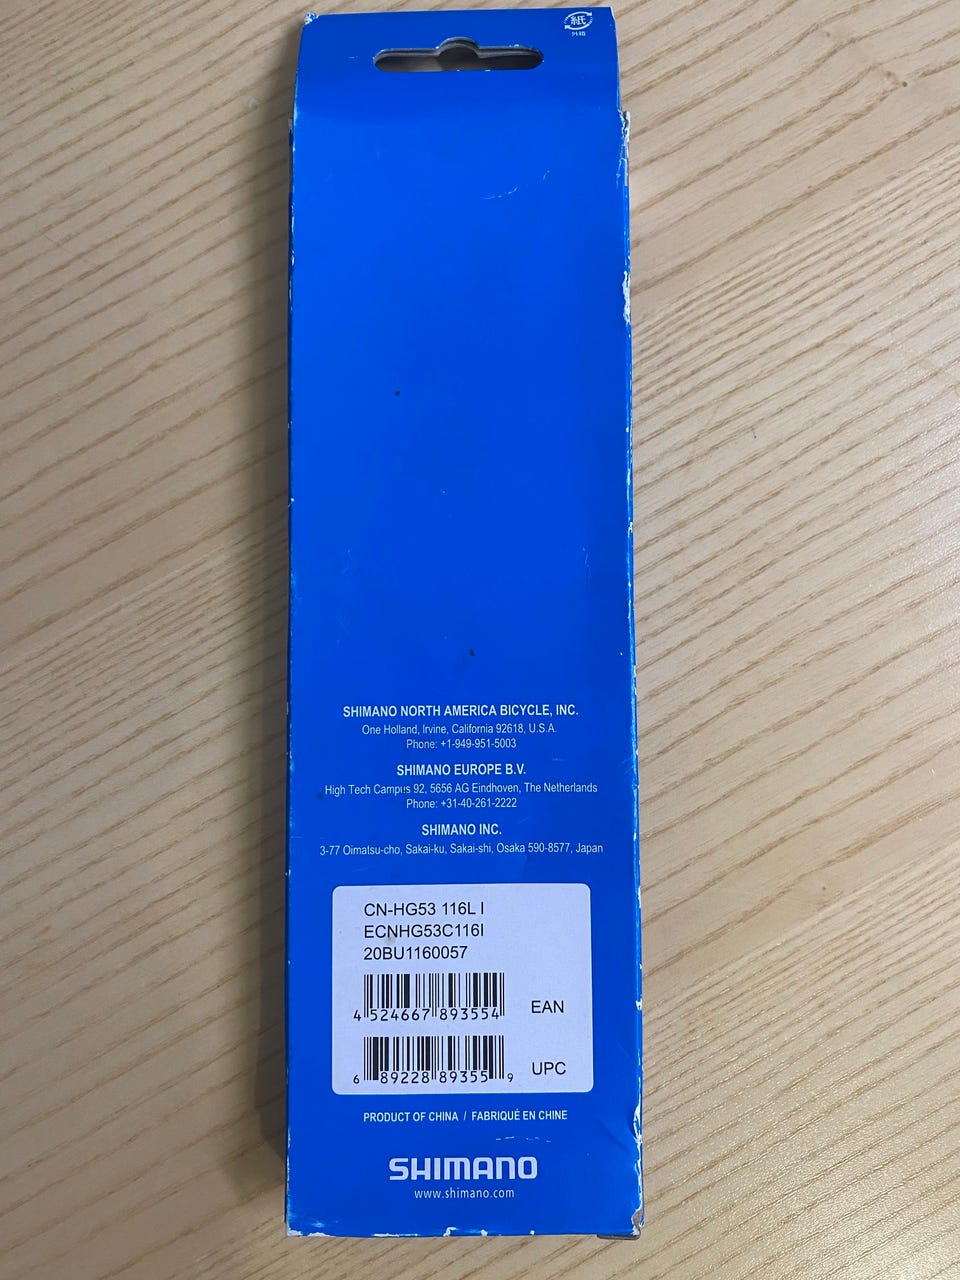 紙
外箱
SHIMANO NORTH AMERICA BICYCLE, INC.
One Holland, Irvine, California 92618, U.S.A.
Phone: +1-949-951-5003
SHIMANO EUROPE B.V.
High Tech Campus 92, 5656 AG Eindhoven, The Netherlands
Phone: +31-40-261-2222
SHIMANO INC.
3-77 Oimatsu-cho, Sakai-ku, Sakai-shi, Osaka 590-8577, Japan
CN-HG53 116L I
ECNHG53C116I
20BU1160057
4 524667 893554 EAN
6 89228 89355 9 UPC
PRODUCT OF CHINA / FABRIQUÉ EN CHINE
SHIMANO
www.shimano.com